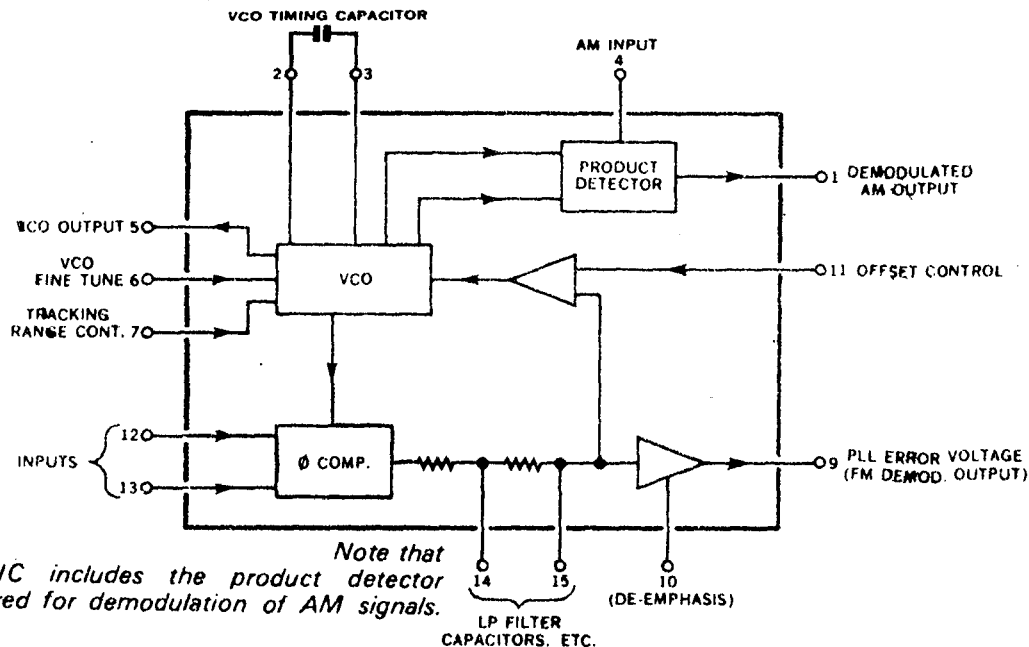 VCO TIMING CAPACITOR
AM INPUT
4
2
3
PRODUCT
DETECTOR
1 DEMODULATED
AM OUTPUT
VCO OUTPUT 5
VCO
FINE TUNE 6
VCO
11 OFFSET CONTROL
TRACKING
RANGE CONT. 7
12
INPUTS
13
Ø COMP.
9 PLL ERROR VOLTAGE
(FM DEMOD. OUTPUT)
Note that
IC includes the product detector
for demodulation of AM signals.
14
15
10
(DE-EMPHASIS)
LP FILTER
CAPACITORS, ETC.